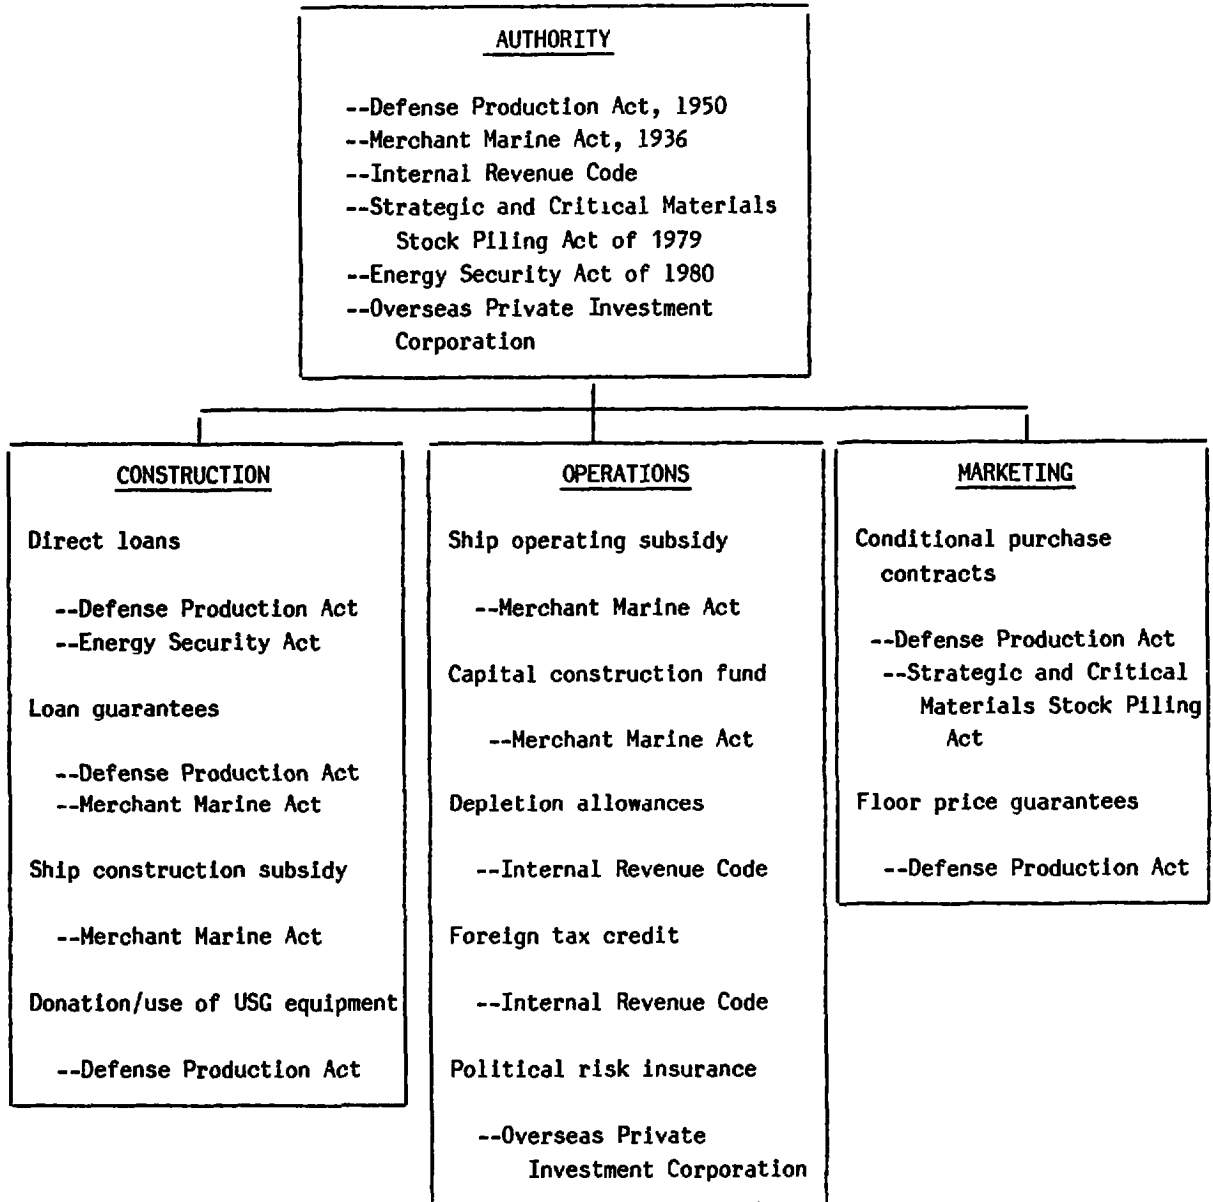 AUTHORITY
--Defense Production Act, 1950
--Merchant Marine Act, 1936
--Internal Revenue Code
--Strategic and Critical Materials
Stock Piling Act of 1979
--Energy Security Act of 1980
--Overseas Private Investment
Corporation
CONSTRUCTION
Direct loans
--Defense Production Act
--Energy Security Act
Loan guarantees
--Defense Production Act
--Merchant Marine Act
Ship construction subsidy
--Merchant Marine Act
Donation/use of USG equipment
--Defense Production Act
OPERATIONS
Ship operating subsidy
--Merchant Marine Act
Capital construction fund
--Merchant Marine Act
Depletion allowances
--Internal Revenue Code
Foreign tax credit
--Internal Revenue Code
Political risk insurance
--Overseas Private
Investment Corporation
MARKETING
Conditional purchase
contracts
--Defense Production Act
--Strategic and Critical
Materials Stock Piling
Act
Floor price guarantees
--Defense Production Act